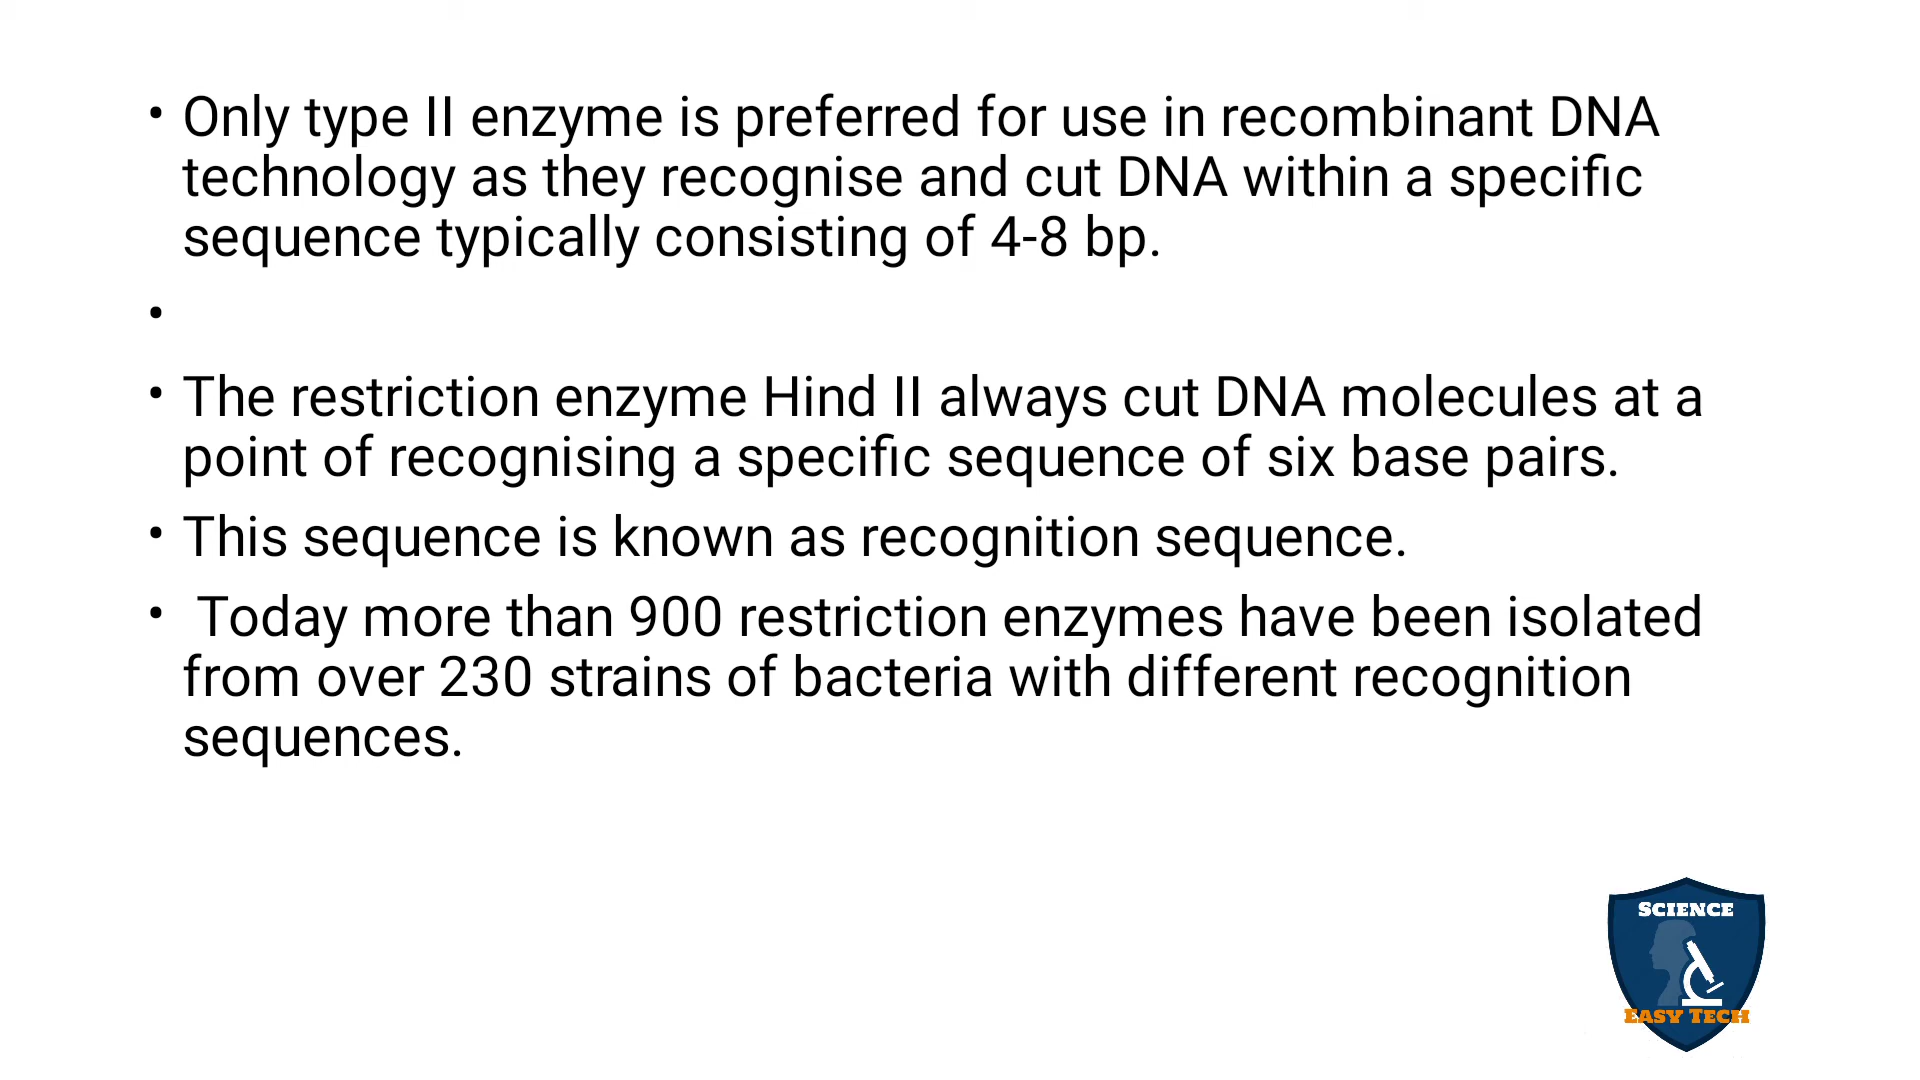 • Only type II enzyme is preferred for use in recombinant DNA
technology as they recognise and cut DNA within a specific
sequence typically consisting of 4-8 bp.
•
• The restriction enzyme Hind II always cut DNA molecules at a
point of recognising a specific sequence of six base pairs.
• This sequence is known as recognition sequence.
• Today more than 900 restriction enzymes have been isolated
from over 230 strains of bacteria with different recognition
sequences.
SCIENCE
EASY TECH